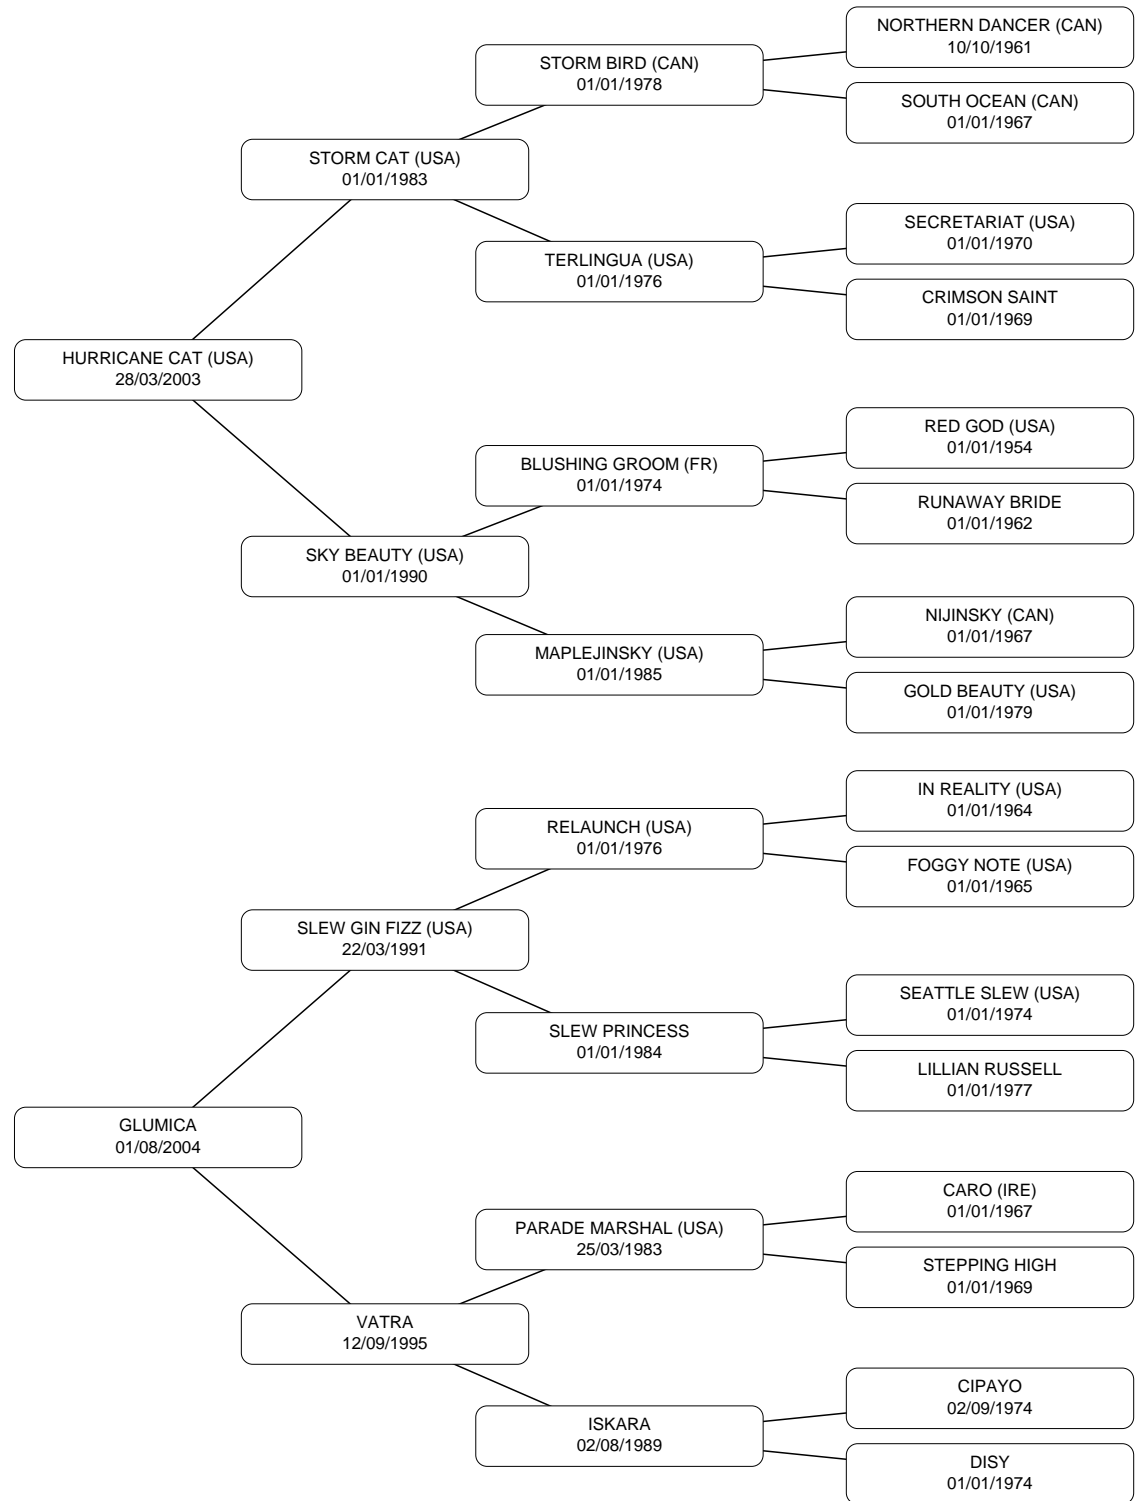 NORTHERN DANCER (CAN)
10/10/1961
STORM BIRD (CAN)
01/01/1978
SOUTH OCEAN (CAN)
01/01/1967
STORM CAT (USA)
01/01/1983
SECRETARIAT (USA)
01/01/1970
TERLINGUA (USA)
01/01/1976
CRIMSON SAINT
01/01/1969
HURRICANE CAT (USA)
28/03/2003
RED GOD (USA)
01/01/1954
BLUSHING GROOM (FR)
01/01/1974
RUNAWAY BRIDE
01/01/1962
SKY BEAUTY (USA)
01/01/1990
NIJINSKY (CAN)
01/01/1967
MAPLEJINSKY (USA)
01/01/1985
GOLD BEAUTY (USA)
01/01/1979
IN REALITY (USA)
01/01/1964
RELAUNCH (USA)
01/01/1976
FOGGY NOTE (USA)
01/01/1965
SLEW GIN FIZZ (USA)
22/03/1991
SEATTLE SLEW (USA)
01/01/1974
SLEW PRINCESS
01/01/1984
LILLIAN RUSSELL
01/01/1977
GLUMICA
01/08/2004
CARO (IRE)
01/01/1967
PARADE MARSHAL (USA)
25/03/1983
STEPPING HIGH
01/01/1969
VATRA
12/09/1995
CIPAYO
02/09/1974
ISKARA
02/08/1989
DISY
01/01/1974